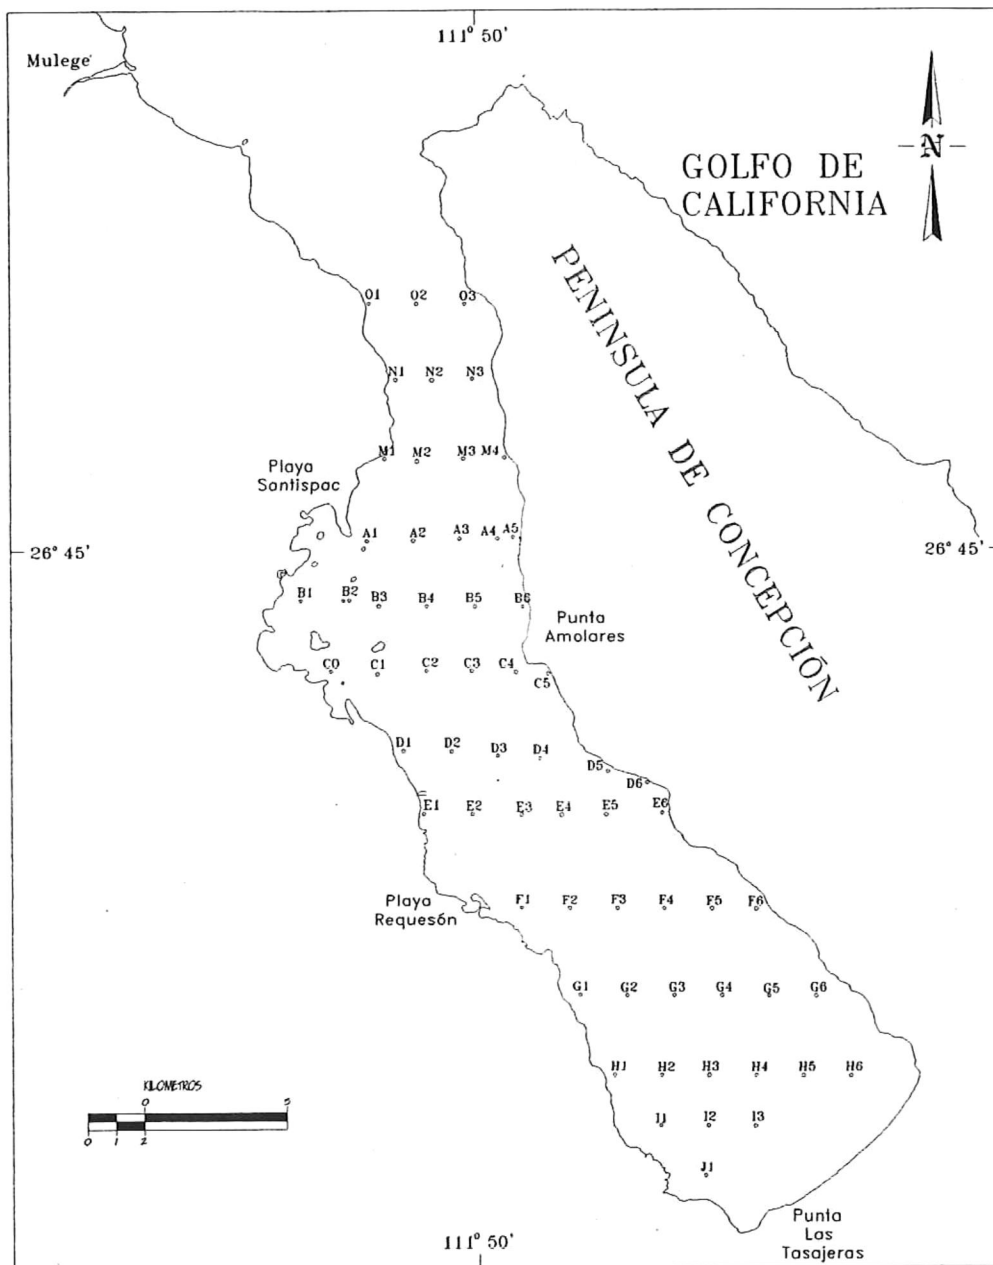 111° 50'
Mulege'
N
GOLFO DE
CALIFORNIA
PENINSULA DE CONCEPCIÓN
O1 O2 O3
N1 N2 N3
M1 M2 M3 M4
Playa
Santispac
A1 A2 A3 A4 A5
26° 45' 26° 45'
B1 B2 B3 B4 B5 B6
Punta
Amolares
C0 C1 C2 C3 C4
C5
D1 D2 D3 D4
D5
D6
E1 E2 E3 E4 E5 E6
Playa
Requesón
F1 F2 F3 F4 F5 F6
G1 G2 G3 G4 G5 G6
H1 H2 H3 H4 H5 H6
I1 I2 I3
J1
KILOMETROS
0 5
0 1 2
Punta
Las
Tasajeras
111° 50'